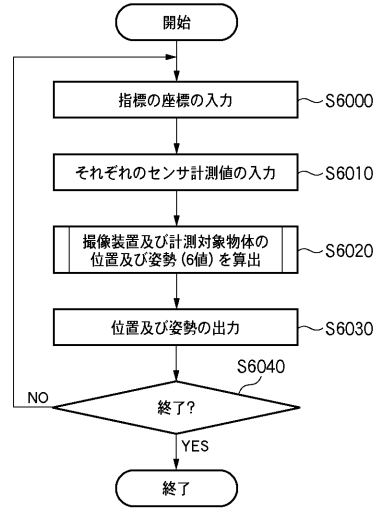 開始
指標の座標の入力
S6000
それぞれのセンサ計測値の入力
S6010
撮像装置及び計測対象物体の
位置及び姿勢(6値)を算出
S6020
位置及び姿勢の出力
S6030
S6040
終了?
NO
YES
終了